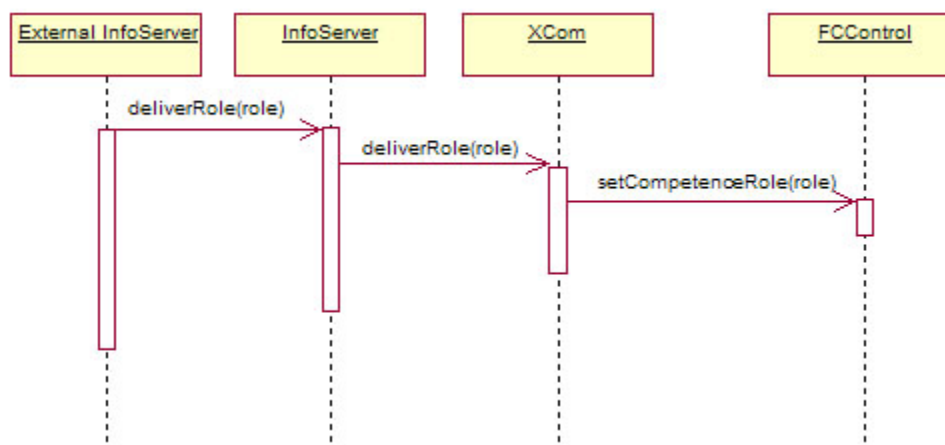 External InfoServer
InfoServer
XCom
FCControl
deliverRole(role)
deliverRole(role)
setCompetenceRole(role)